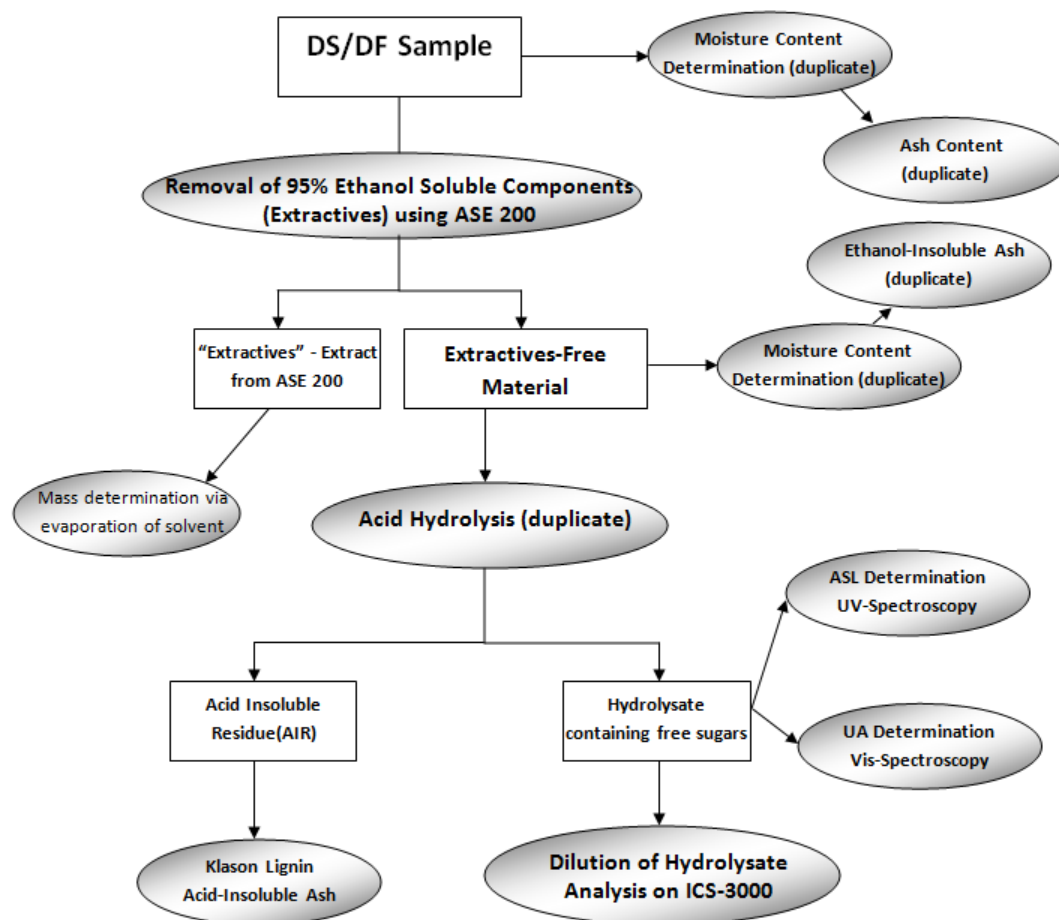 DS/DF Sample
Moisture Content
Determination (duplicate)
Ash Content
(duplicate)
Removal of 95% Ethanol Soluble Components
(Extractives) using ASE 200
Ethanol-Insoluble Ash
(duplicate)
“Extractives” - Extract
from ASE 200
Extractives-Free
Material
Moisture Content
Determination (duplicate)
Mass determination via
evaporation of solvent
Acid Hydrolysis (duplicate)
ASL Determination
UV-Spectroscopy
Acid Insoluble
Residue(AIR)
Hydrolysate
containing free sugars
UA Determination
Vis-Spectroscopy
Klason Lignin
Acid-Insoluble Ash
Dilution of Hydrolysate
Analysis on ICS-3000